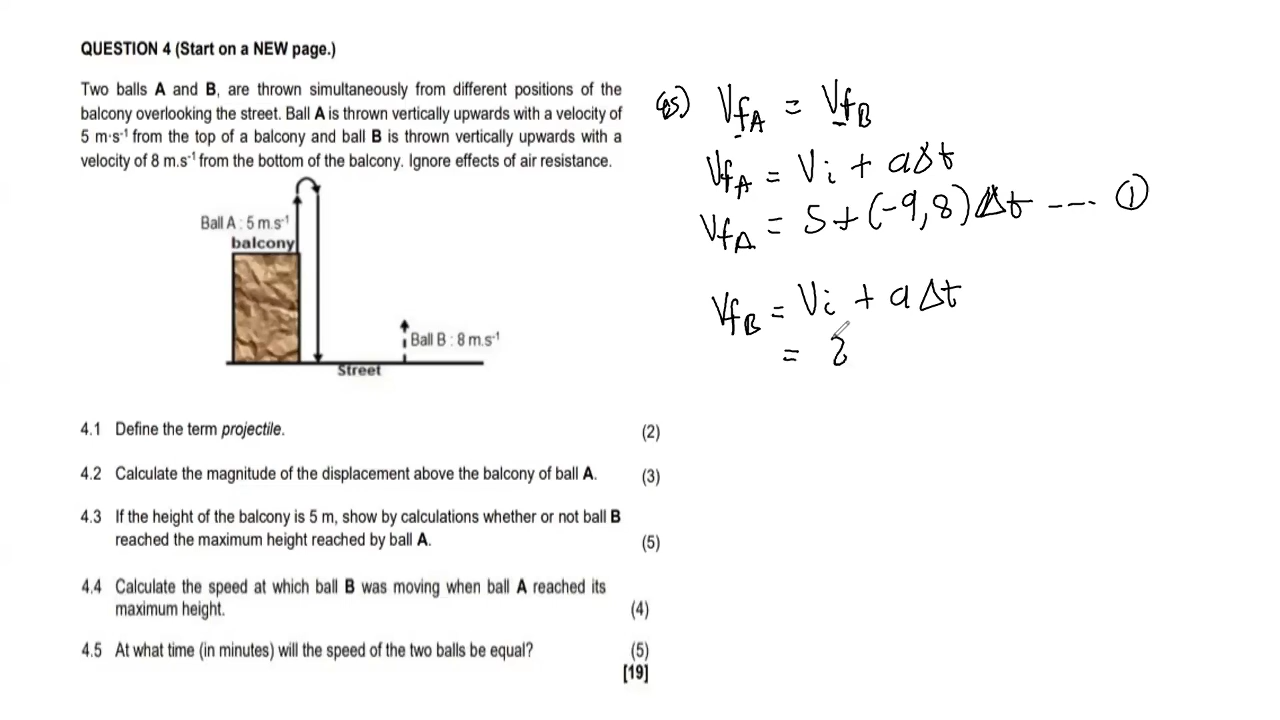 QUESTION 4 (Start on a NEW page.)
Two balls A and B, are thrown simultaneously from different positions of the
balcony overlooking the street. Ball A is thrown vertically upwards with a velocity of
5 m·s⁻¹ from the top of a balcony and ball B is thrown vertically upwards with a
velocity of 8 m.s⁻¹ from the bottom of the balcony. Ignore effects of air resistance.
Ball A : 5 m.s⁻¹
balcony
Ball B : 8 m.s⁻¹
Street
4.1 Define the term projectile. (2)
4.2 Calculate the magnitude of the displacement above the balcony of ball A. (3)
4.3 If the height of the balcony is 5 m, show by calculations whether or not ball B
reached the maximum height reached by ball A. (5)
4.4 Calculate the speed at which ball B was moving when ball A reached its
maximum height. (4)
4.5 At what time (in minutes) will the speed of the two balls be equal? (5)
[19]
VfA = VfB
VfA = Vi + aΔt
VfA = 5 + (-9,8)Δt ---- ①
VfB = Vi + aΔt
= 8